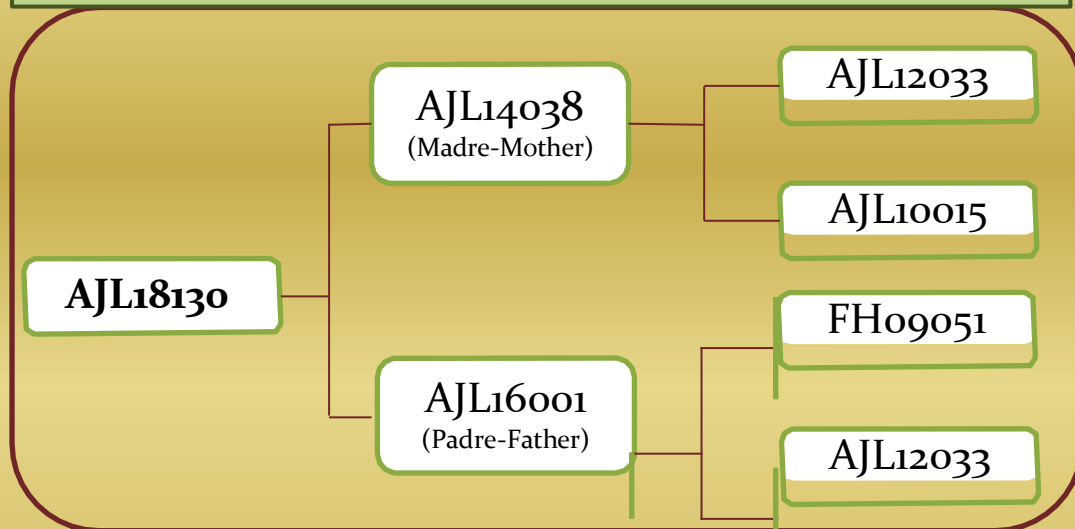 AJL12033
AJL14038
(Madre-Mother)
AJL10015
AJL18130
FH09051
AJL16001
(Padre-Father)
AJL12033